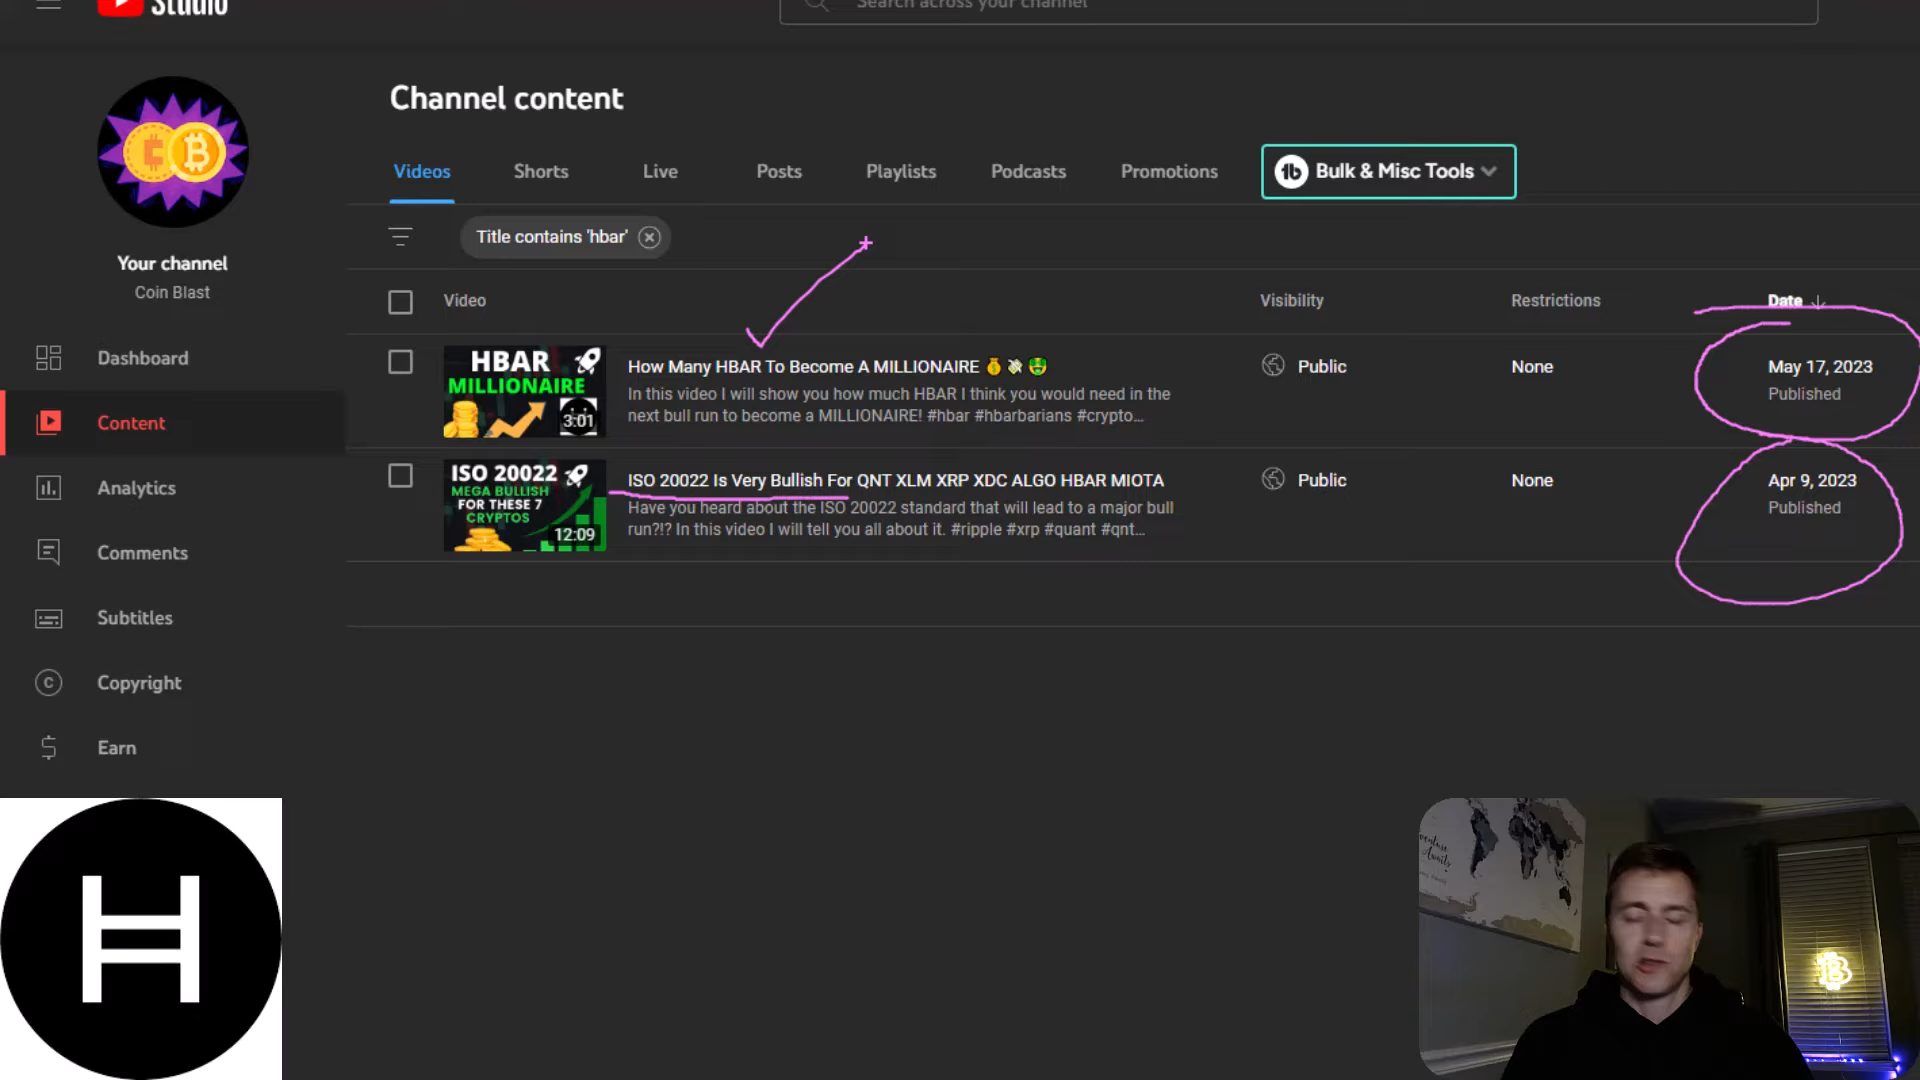 Studio
Search across your channel
Your channel
Coin Blast
Dashboard
Content
Analytics
Comments
Subtitles
Copyright
Earn
Channel content
Videos
Shorts
Live
Posts
Playlists
Podcasts
Promotions
Bulk & Misc Tools
Title contains 'hbar'
Video
Visibility
Restrictions
Date
HBAR
MILLIONAIRE
3:01
How Many HBAR To Become A MILLIONAIRE 💰💸🤑
In this video I will show you how much HBAR I think you would need in the
next bull run to become a MILLIONAIRE! #hbar #hbarbarians #crypto...
Public
None
May 17, 2023
Published
ISO 20022
MEGA BULLISH
FOR THESE 7
CRYPTOS
12:09
ISO 20022 Is Very Bullish For QNT XLM XRP XDC ALGO HBAR MIOTA
Have you heard about the ISO 20022 standard that will lead to a major bull
run?!? In this video I will tell you all about it. #ripple #xrp #quant #qnt...
Public
None
Apr 9, 2023
Published
Awaits